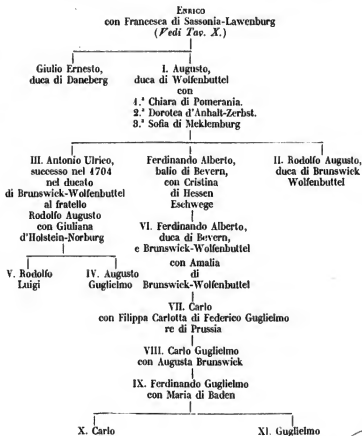 Enrico
con Francesca di Sassonia-Lawenburg
(Vedi Tav. X.)
Giulio Ernesto,
duca di Daneberg
I. Augusto,
duca di Wolfenbuttel
con
1.ª Chiara di Pomerania.
2.ª Dorotea d'Anhalt-Zerbst.
3.ª Sofia di Meklemburg
III. Antonio Ulrico,
successo nel 1704
nel ducato
di Brunswick-Wolfenbuttel
al fratello
Rodolfo Augusto
con Giuliana
d'Holstein-Norburg
Ferdinando Alberto,
balio di Bevern,
con Cristina
di Hessen
Eschwege
II. Rodolfo Augusto,
duca di Brunswick
Wolfenbuttel
V. Rodolfo
Luigi
IV. Augusto
Guglielmo
VI. Ferdinando Alberto,
duca di Bevern,
e Brunswick-Wolfenbuttel
con Amalia
di
Brunswick-Wolfenbuttel
VII. Carlo
con Filippa Carlotta di Federico Guglielmo
re di Prussia
VIII. Carlo Guglielmo
con Augusta Brunswick
IX. Ferdinando Guglielmo
con Maria di Baden
X. Carlo
XI. Guglielmo